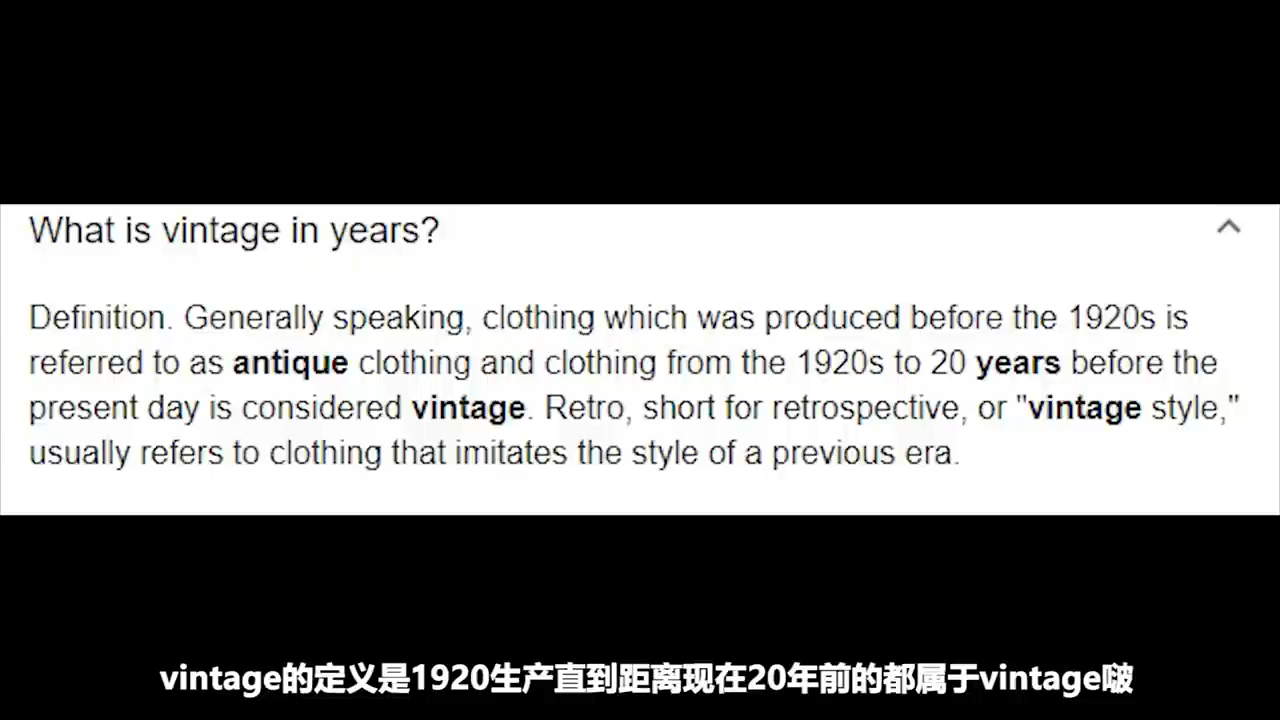 What is vintage in years?
Definition. Generally speaking, clothing which was produced before the 1920s is
referred to as antique clothing and clothing from the 1920s to 20 years before the
present day is considered vintage. Retro, short for retrospective, or "vintage style,"
usually refers to clothing that imitates the style of a previous era.
vintage的定义是1920生产直到距离现在20年前的都属于vintage啵